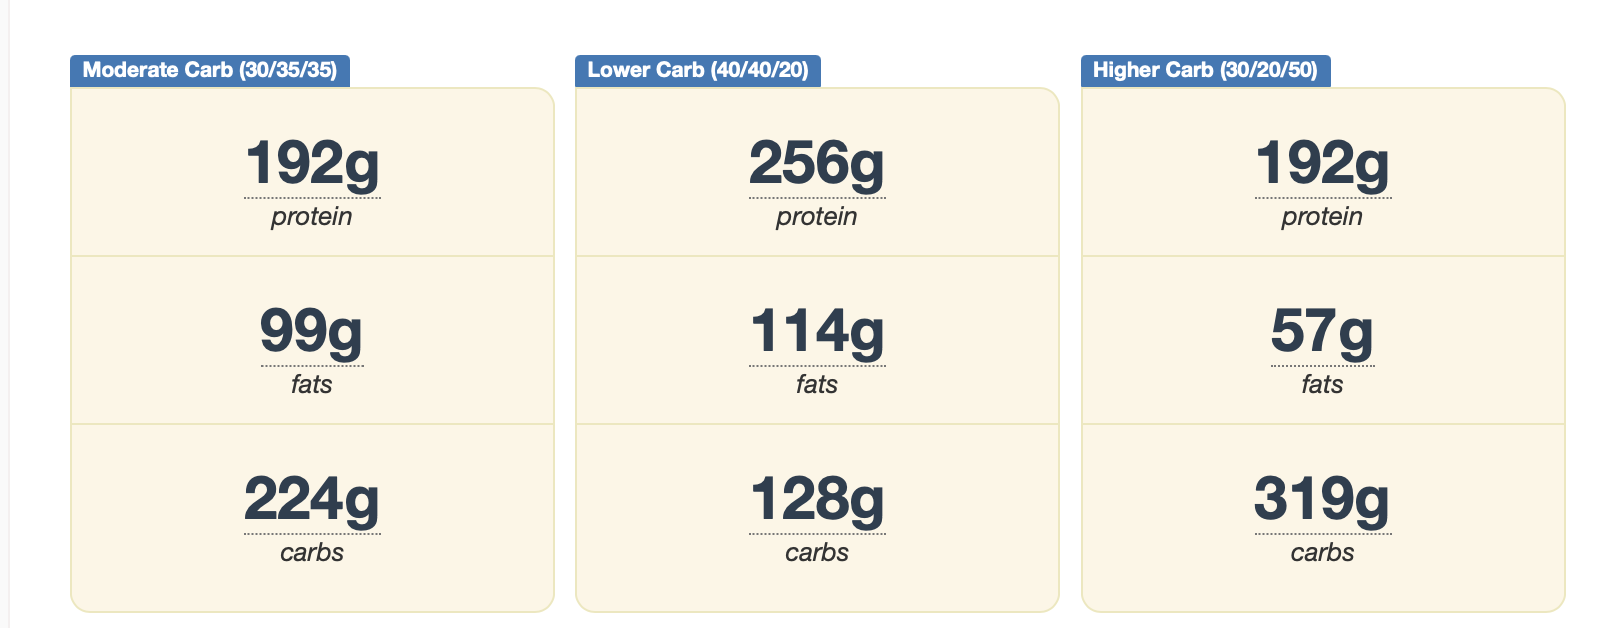 Moderate Carb (30/35/35)
192g
protein
99g
fats
224g
carbs
Lower Carb (40/40/20)
256g
protein
114g
fats
128g
carbs
Higher Carb (30/20/50)
192g
protein
57g
fats
319g
carbs